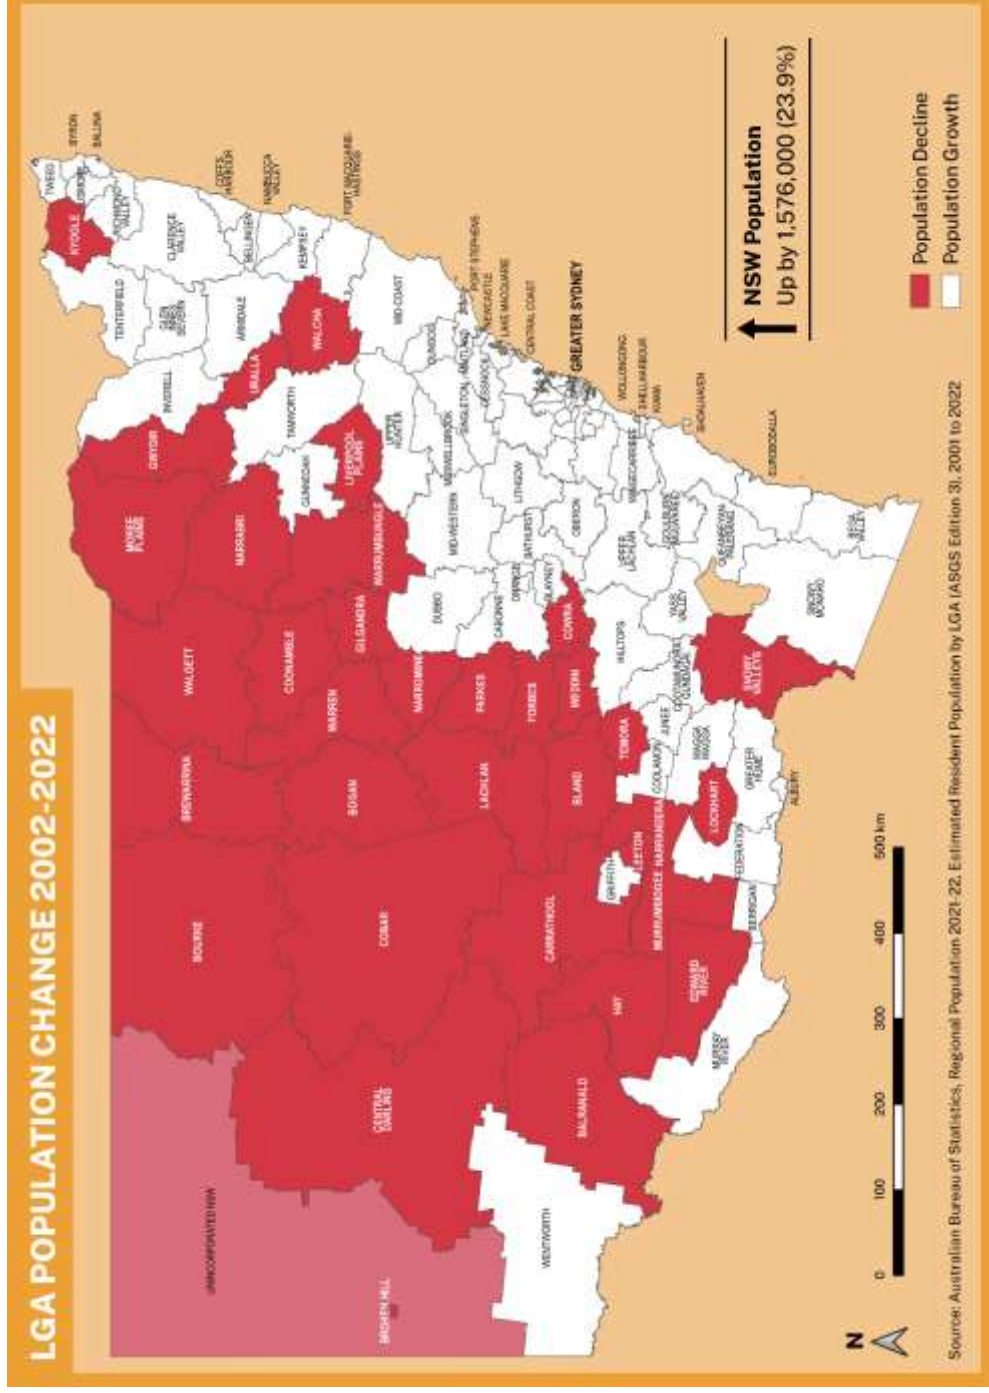 LGA POPULATION CHANGE 2002-2022
TWEED
BYRON
BALLINA
KYOGLE
LISMORE
RICHMOND
VALLEY
TENTERFIELD
CLARENCE
VALLEY
GLEN
INNES
SEVERN
COFFS
HARBOUR
BELLINGEN
NAMBUCCA
VALLEY
ARMIDALE
KEMPSEY
PORT MACQUARIE-
HASTINGS
INVERELL
URALLA
WALCHA
MOREE
PLAINS
GWYDIR
TAMWORTH
MID-COAST
NARRABRI
GUNNEDAH
LIVERPOOL
PLAINS
UPPER
HUNTER
DUNGOG
PORT STEPHENS
MUSWELLBROOK
SINGLETON
MAITLAND
NEWCASTLE
CESSNOCK
LAKE MACQUARIE
CENTRAL COAST
GREATER SYDNEY
WALGETT
COONAMBLE
GILGANDRA
WARRUMBUNGLE
DUBBO
MID-WESTERN
LITHGOW
BREWARRINA
WARREN
NARROMINE
CABONNE
ORANGE
BATHURST
BLAYNEY
OBERON
BOGAN
PARKES
FORBES
WEDDIN
COWRA
UPPER
LACHLAN
WINGECARRIBEE
WOLLONGONG
SHELLHARBOUR
KIAMA
LACHLAN
BLAND
TEMORA
HILLTOPS
YASS
VALLEY
GOULBURN
MULWAREE
SHOALHAVEN
BOURKE
COBAR
CARRATHOOL
GRIFFITH
LEETON
NARRANDERA
COOLAMON
JUNEE
COOTAMUNDRA
GUNDAGAI
QUEANBEYAN
PALERANG
EUROBODALLA
MURRUMBIDGEE
LOCKHART
WAGGA
WAGGA
SNOWY
VALLEYS
SNOWY
MONARO
BEGA
VALLEY
CENTRAL
DARLING
BALRANALD
HAY
EDWARD
RIVER
BERRIGAN
FEDERATION
GREATER
HUME
ALBURY
MURRAY
RIVER
UNINCORPORATED NSW
BROKEN HILL
WENTWORTH
NSW Population
Up by 1,576,000 (23.9%)
Population Decline
Population Growth
N
0 100 200 300 400 500 km
Source: Australian Bureau of Statistics, Regional Population 2021-22, Estimated Resident Population by LGA (ASGS Edition 3), 2001 to 2022